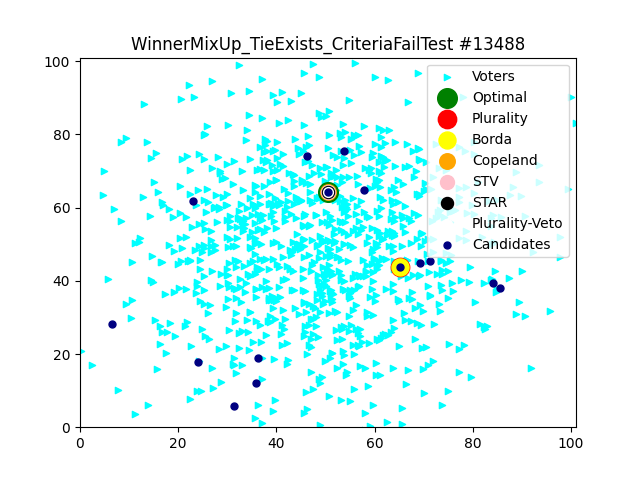 WinnerMixUp_TieExists_CriteriaFailTest #13488
100
80
60
40
20
0
0
20
40
60
80
100
Voters
Optimal
Plurality
Borda
Copeland
STV
STAR
Plurality-Veto
Candidates